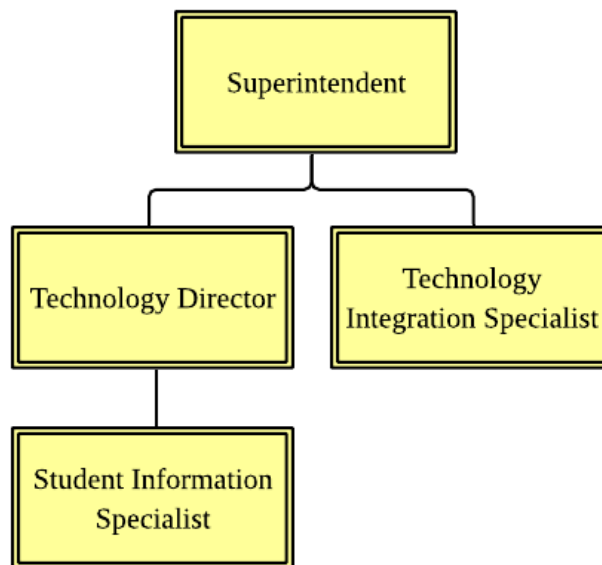 Superintendent
Technology Director
Technology
Integration Specialist
Student Information
Specialist